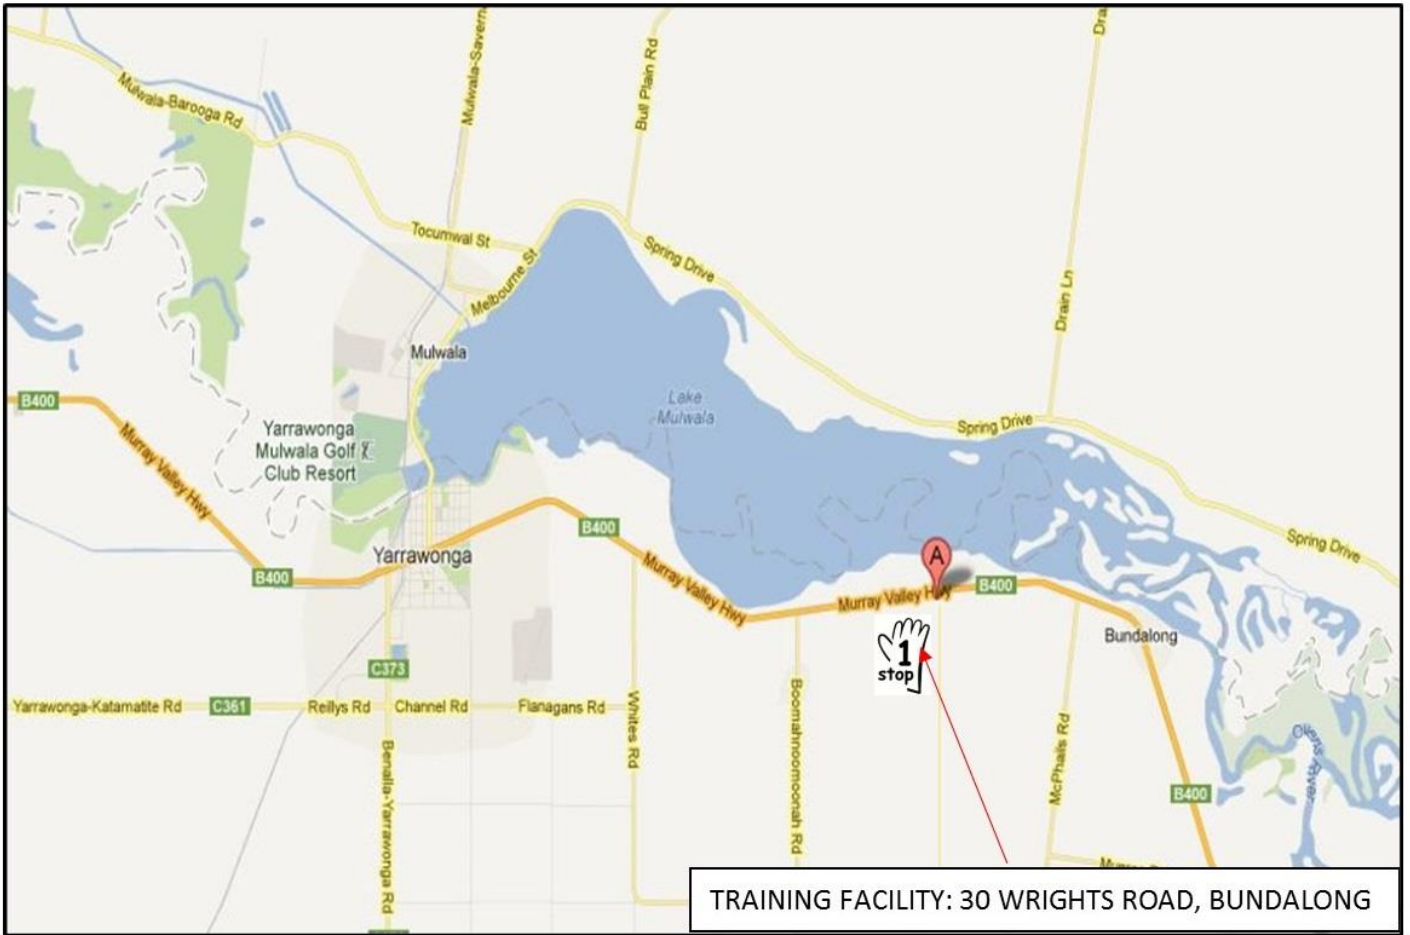 Mulwala-Barooga Rd
Mulwala-Savern
Bull Plain Rd
Dra
Tocumwal St
Melbourne St
Spring Drive
Drain Ln
Mulwala
B400
Murray Valley Hwy
Yarrawonga
Mulwala Golf
Club Resort
Lake
Mulwala
Spring Drive
Spring Drive
B400
Yarrawonga
B400
Murray Valley Hwy
A
Murray Valley Hwy
B400
Bundalong
1
stop
C373
Yarrawonga-Katamatite Rd
C361
Reillys Rd
Channel Rd
Flanagans Rd
Whites Rd
Boomahnoomoonah Rd
McPhails Rd
Ovens River
B400
Benalla-Yarrawonga Rd
TRAINING FACILITY: 30 WRIGHTS ROAD, BUNDALONG